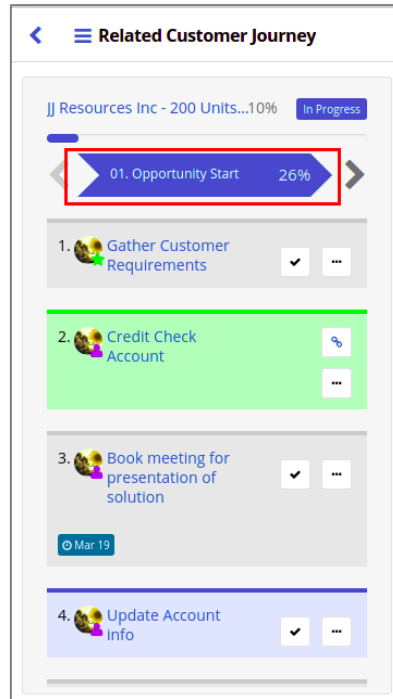 Related Customer Journey
JJ Resources Inc - 200 Units...10% In Progress
01. Opportunity Start 26%
1. Gather Customer
Requirements
2. Credit Check
Account
3. Book meeting for
presentation of
solution
Mar 19
4. Update Account
info